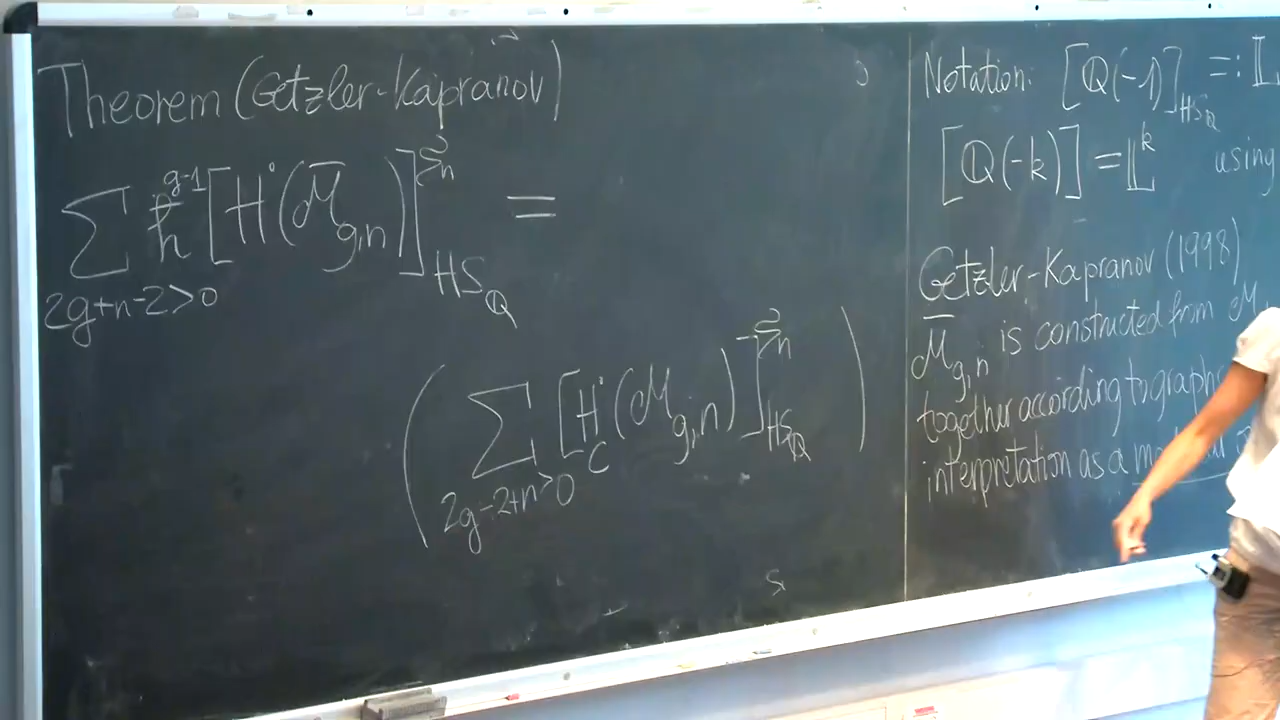 Theorem (Getzler-Kapranov)
∑_{2g+n-2>0} ħ^{g-1} [H^•(M̄_{g,n})]^{S_n}_{HS_ℚ} =
( ∑_{2g-2+n>0} [H^•_c(M_{g,n})]^{S_n}_{HS_ℚ} )
Notation: [ℚ(-1)]_{HS_ℚ} =: 𝕃
[ℚ(-k)] = 𝕃^k using
Getzler-Kapranov (1998)
M̄_{g,n} is constructed from M
together according to graph
interpretation as a